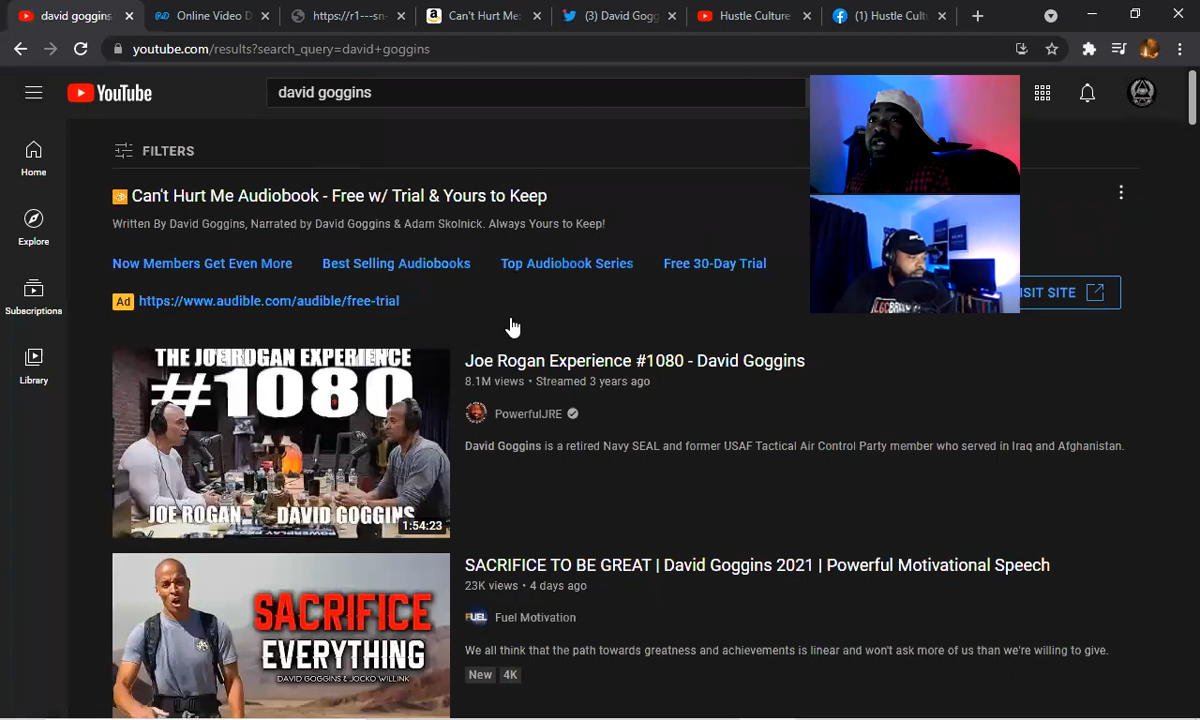 david goggins
Online Video D
https://r1---sn-
Can't Hurt Me:
(3) David Gogg
Hustle Culture
(1) Hustle Cult
youtube.com/results?search_query=david+goggins
YouTube
david goggins
Home
Explore
Subscriptions
Library
FILTERS
Can't Hurt Me Audiobook - Free w/ Trial & Yours to Keep
Written By David Goggins, Narrated by David Goggins & Adam Skolnick. Always Yours to Keep!
Now Members Get Even More
Best Selling Audiobooks
Top Audiobook Series
Free 30-Day Trial
Ad https://www.audible.com/audible/free-trial
ISIT SITE
THE JOE ROGAN EXPERIENCE
#1080
JOE ROGAN
DAVID GOGGINS
1:54:23
Joe Rogan Experience #1080 - David Goggins
8.1M views • Streamed 3 years ago
PowerfulJRE
David Goggins is a retired Navy SEAL and former USAF Tactical Air Control Party member who served in Iraq and Afghanistan.
SACRIFICE
EVERYTHING
DAVID GOGGINS & JOCKO WILLINK
SACRIFICE TO BE GREAT | David Goggins 2021 | Powerful Motivational Speech
23K views • 4 days ago
FUEL
Fuel Motivation
We all think that the path towards greatness and achievements is linear and won't ask more of us than we're willing to give.
New
4K